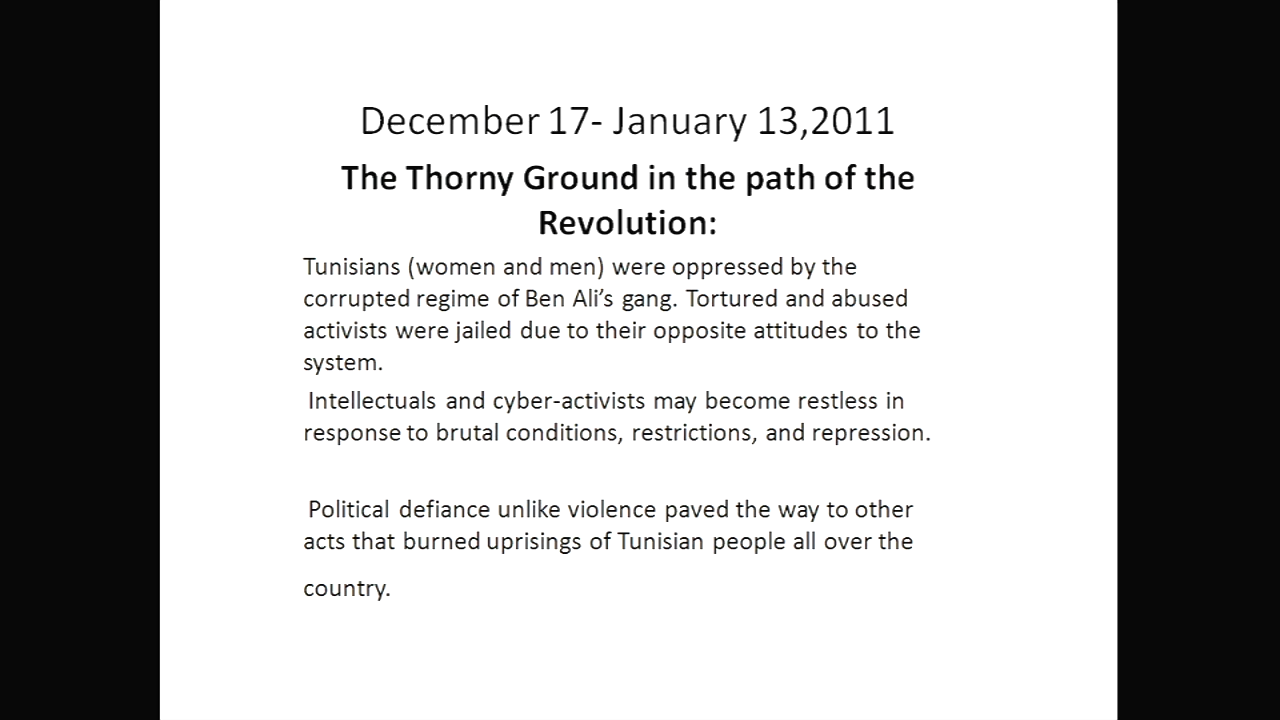 December 17- January 13,2011
The Thorny Ground in the path of the
Revolution:
Tunisians (women and men) were oppressed by the
corrupted regime of Ben Ali’s gang. Tortured and abused
activists were jailed due to their opposite attitudes to the
system.
Intellectuals and cyber-activists may become restless in
response to brutal conditions, restrictions, and repression.
Political defiance unlike violence paved the way to other
acts that burned uprisings of Tunisian people all over the
country.